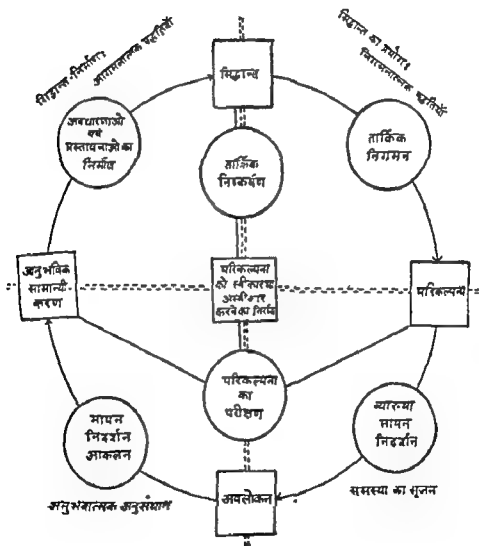 सिद्धान्त-निर्माण:
आगमनात्मक पद्धतियाँ
सिद्धान्त का प्रयोग:
निगमनात्मक पद्धतियाँ
सिद्धान्त
अवधारणाओं
एवं
प्रस्तावनाओं का
निर्माण
तार्किक
निष्कर्षण
तार्किक
निगमन
अनुभविक
सामान्यी
करण
परिकल्पना
को स्वीकार या
अस्वीकार
करने का निर्णय
परिकल्पना
परिकल्पना
का
परीक्षण
मापन
निदर्शन
आकलन
व्याख्या
मापन
निदर्शन
अनुभवात्मक अनुसंधान
अवलोकन
समस्या का सृजन